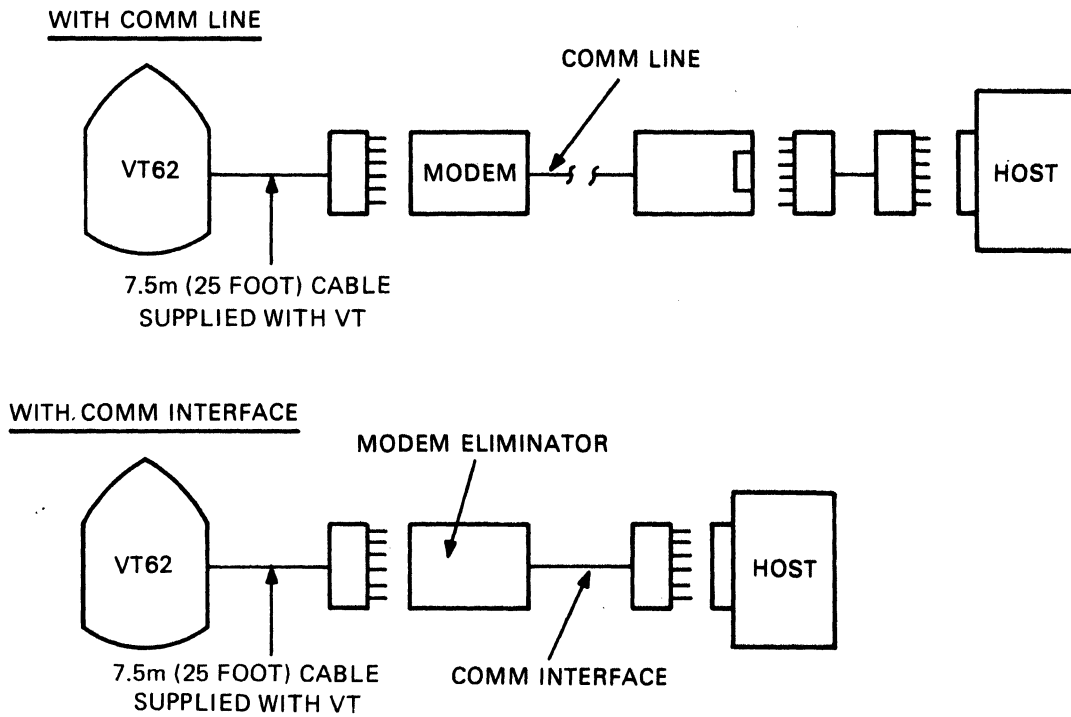 WITH COMM LINE
COMM LINE
VT62
MODEM
HOST
7.5m (25 FOOT) CABLE
SUPPLIED WITH VT
WITH COMM INTERFACE
MODEM ELIMINATOR
VT62
HOST
7.5m (25 FOOT) CABLE
SUPPLIED WITH VT
COMM INTERFACE